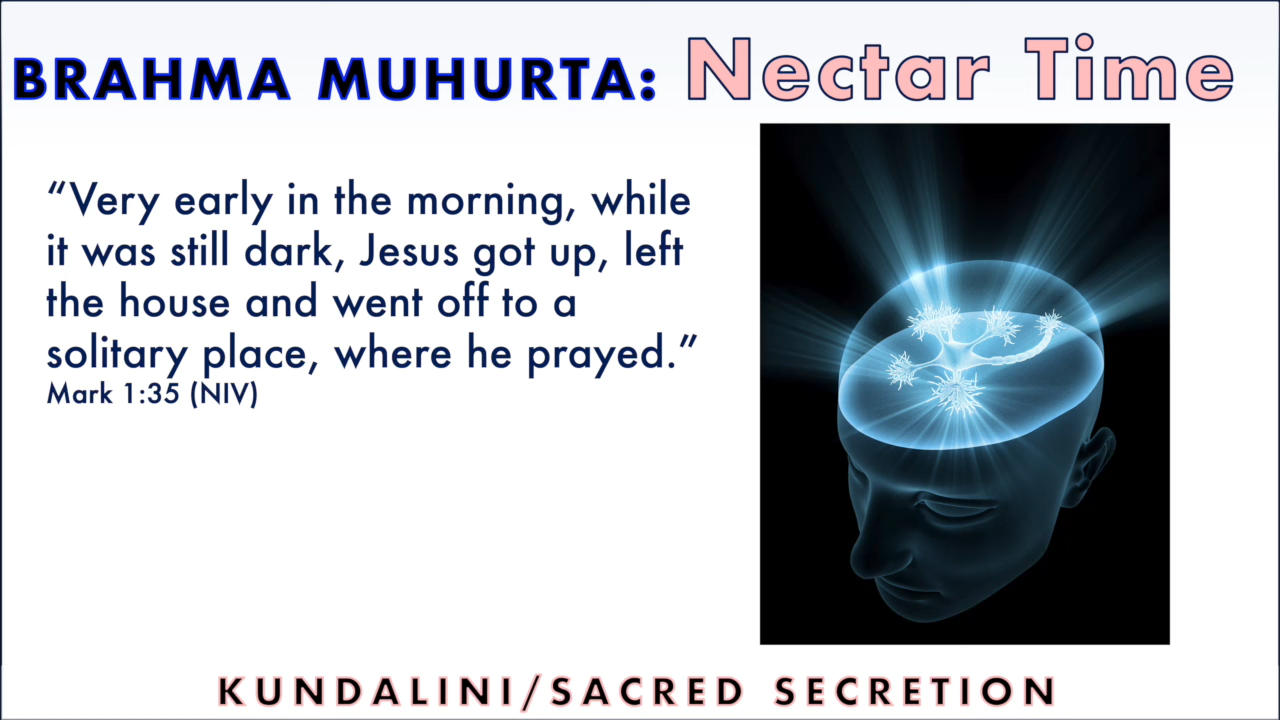 BRAHMA MUHURTA: Nectar Time
“Very early in the morning, while
it was still dark, Jesus got up, left
the house and went off to a
solitary place, where he prayed.”
Mark 1:35 (NIV)
KUNDALINI/SACRED SECRETION